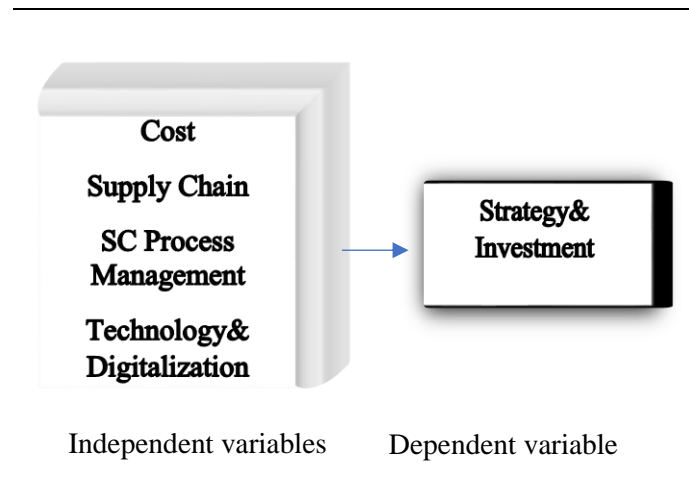 Cost
Supply Chain
SC Process
Management
Technology&
Digitalization
Strategy&
Investment
Independent variables
Dependent variable